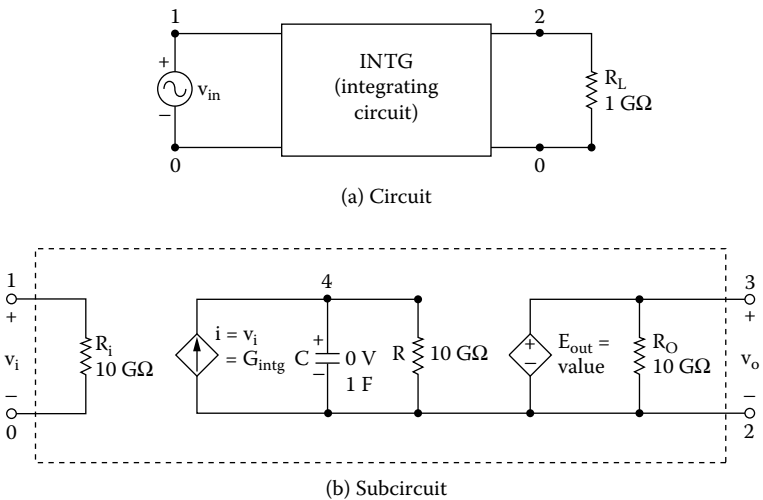 1
2
+
v_in
−
INTG
(integrating
circuit)
R_L
1 GΩ
0
0
(a) Circuit
1
4
3
+
v_i
−
R_i
10 GΩ
i = v_i
= G_intg
C
+
−
0 V
1 F
R
10 GΩ
+
−
E_out =
value
R_O
10 GΩ
+
v_o
−
0
2
(b) Subcircuit